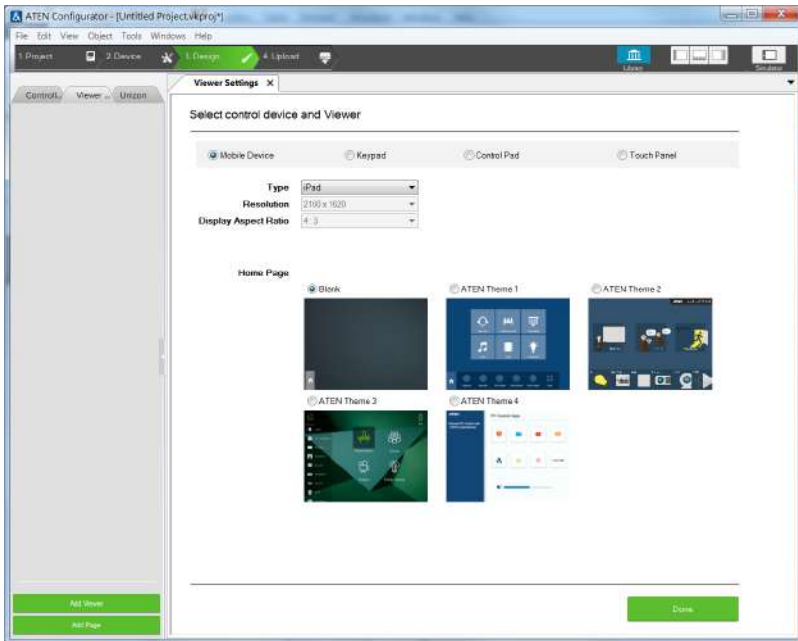 ATEN Configurator - [Untitled Project.vkproj*]
File Edit View Object Tools Windows Help
1 Project 2 Device 3 Design 4 Upload Library Simulator
Controll.. Viewer ... Unizon
Viewer Settings X
Select control device and Viewer
Mobile Device Keypad Control Pad Touch Panel
Type iPad
Resolution 2160 x 1620
Display Aspect Ratio 4:3
Home Page
Blank ATEN Theme 1 ATEN Theme 2
ATEN Theme 3 ATEN Theme 4
Add Viewer
Add Page
Done